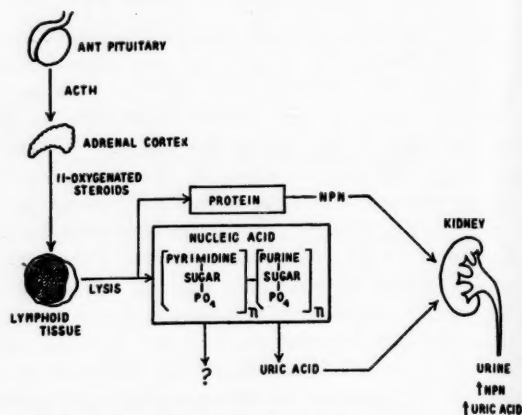 ANT PITUITARY
ACTH
ADRENAL CORTEX
11-OXYGENATED
STEROIDS
PROTEIN
NPN
KIDNEY
NUCLEIC ACID
PYRIMIDINE
SUGAR
PO4
n
PURINE
SUGAR
PO4
n
LYSIS
LYMPHOID
TISSUE
?
URIC ACID
URINE
↑NPN
↑URIC ACID